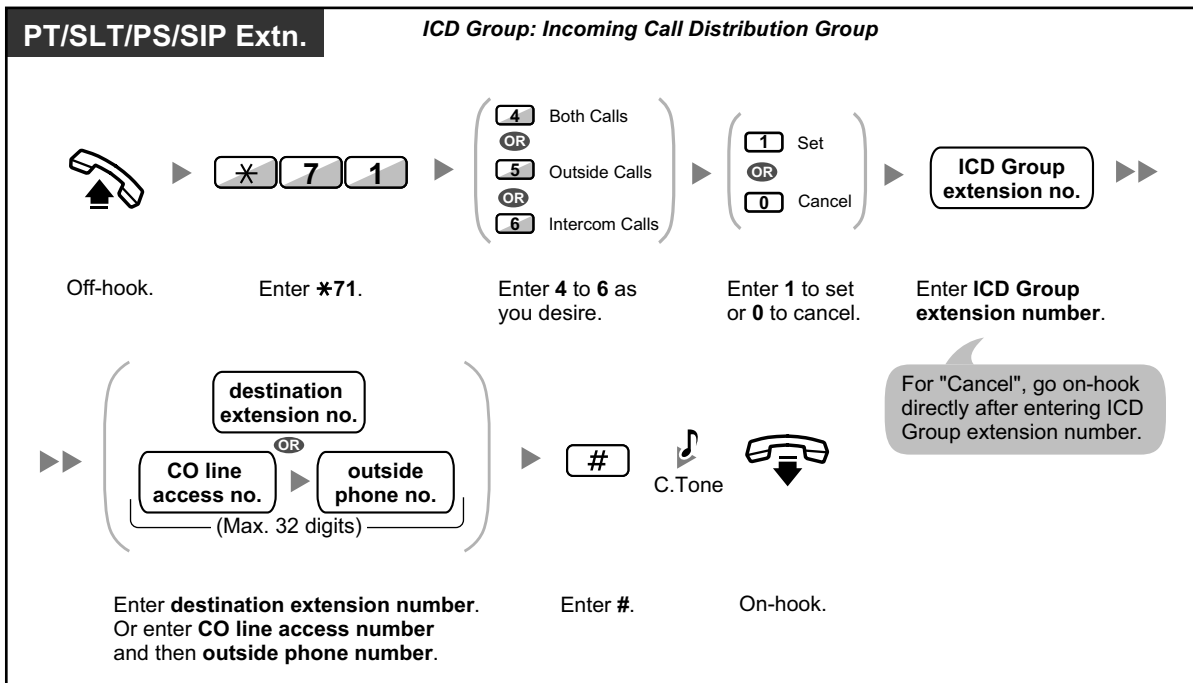 PT/SLT/PS/SIP Extn.
ICD Group: Incoming Call Distribution Group
4 Both Calls
OR
5 Outside Calls
OR
6 Intercom Calls
1 Set
OR
0 Cancel
✳ 7 1
ICD Group
extension no.
Off-hook.
Enter ✳71.
Enter 4 to 6 as
you desire.
Enter 1 to set
or 0 to cancel.
Enter ICD Group
extension number.
For "Cancel", go on-hook
directly after entering ICD
Group extension number.
destination
extension no.
OR
CO line
access no.
outside
phone no.
(Max. 32 digits)
#
C.Tone
Enter destination extension number.
Or enter CO line access number
and then outside phone number.
Enter #.
On-hook.